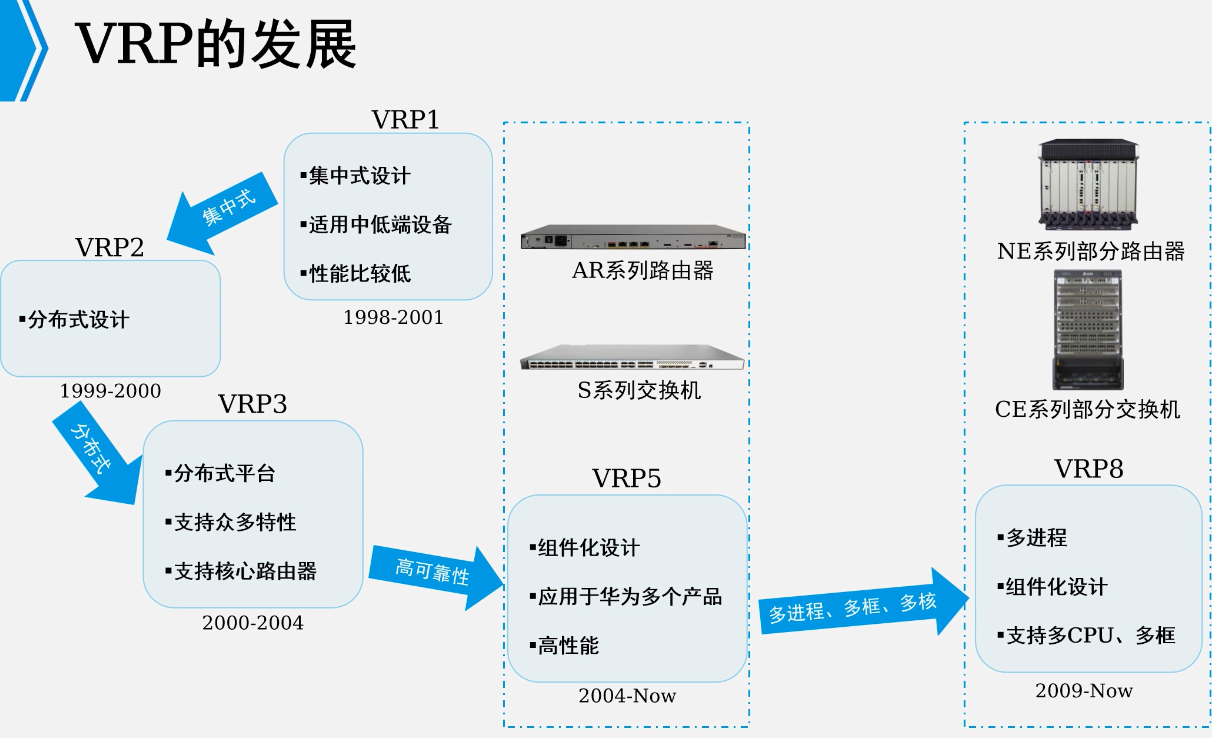 VRP的发展
VRP1
▪集中式设计
▪适用中低端设备
▪性能比较低
1998-2001
集中式
VRP2
▪分布式设计
1999-2000
分布式
VRP3
▪分布式平台
▪支持众多特性
▪支持核心路由器
2000-2004
高可靠性
AR系列路由器
S系列交换机
VRP5
▪组件化设计
▪应用于华为多个产品
▪高性能
2004-Now
多进程、多框、多核
NE系列部分路由器
CE系列部分交换机
VRP8
▪多进程
▪组件化设计
▪支持多CPU、多框
2009-Now